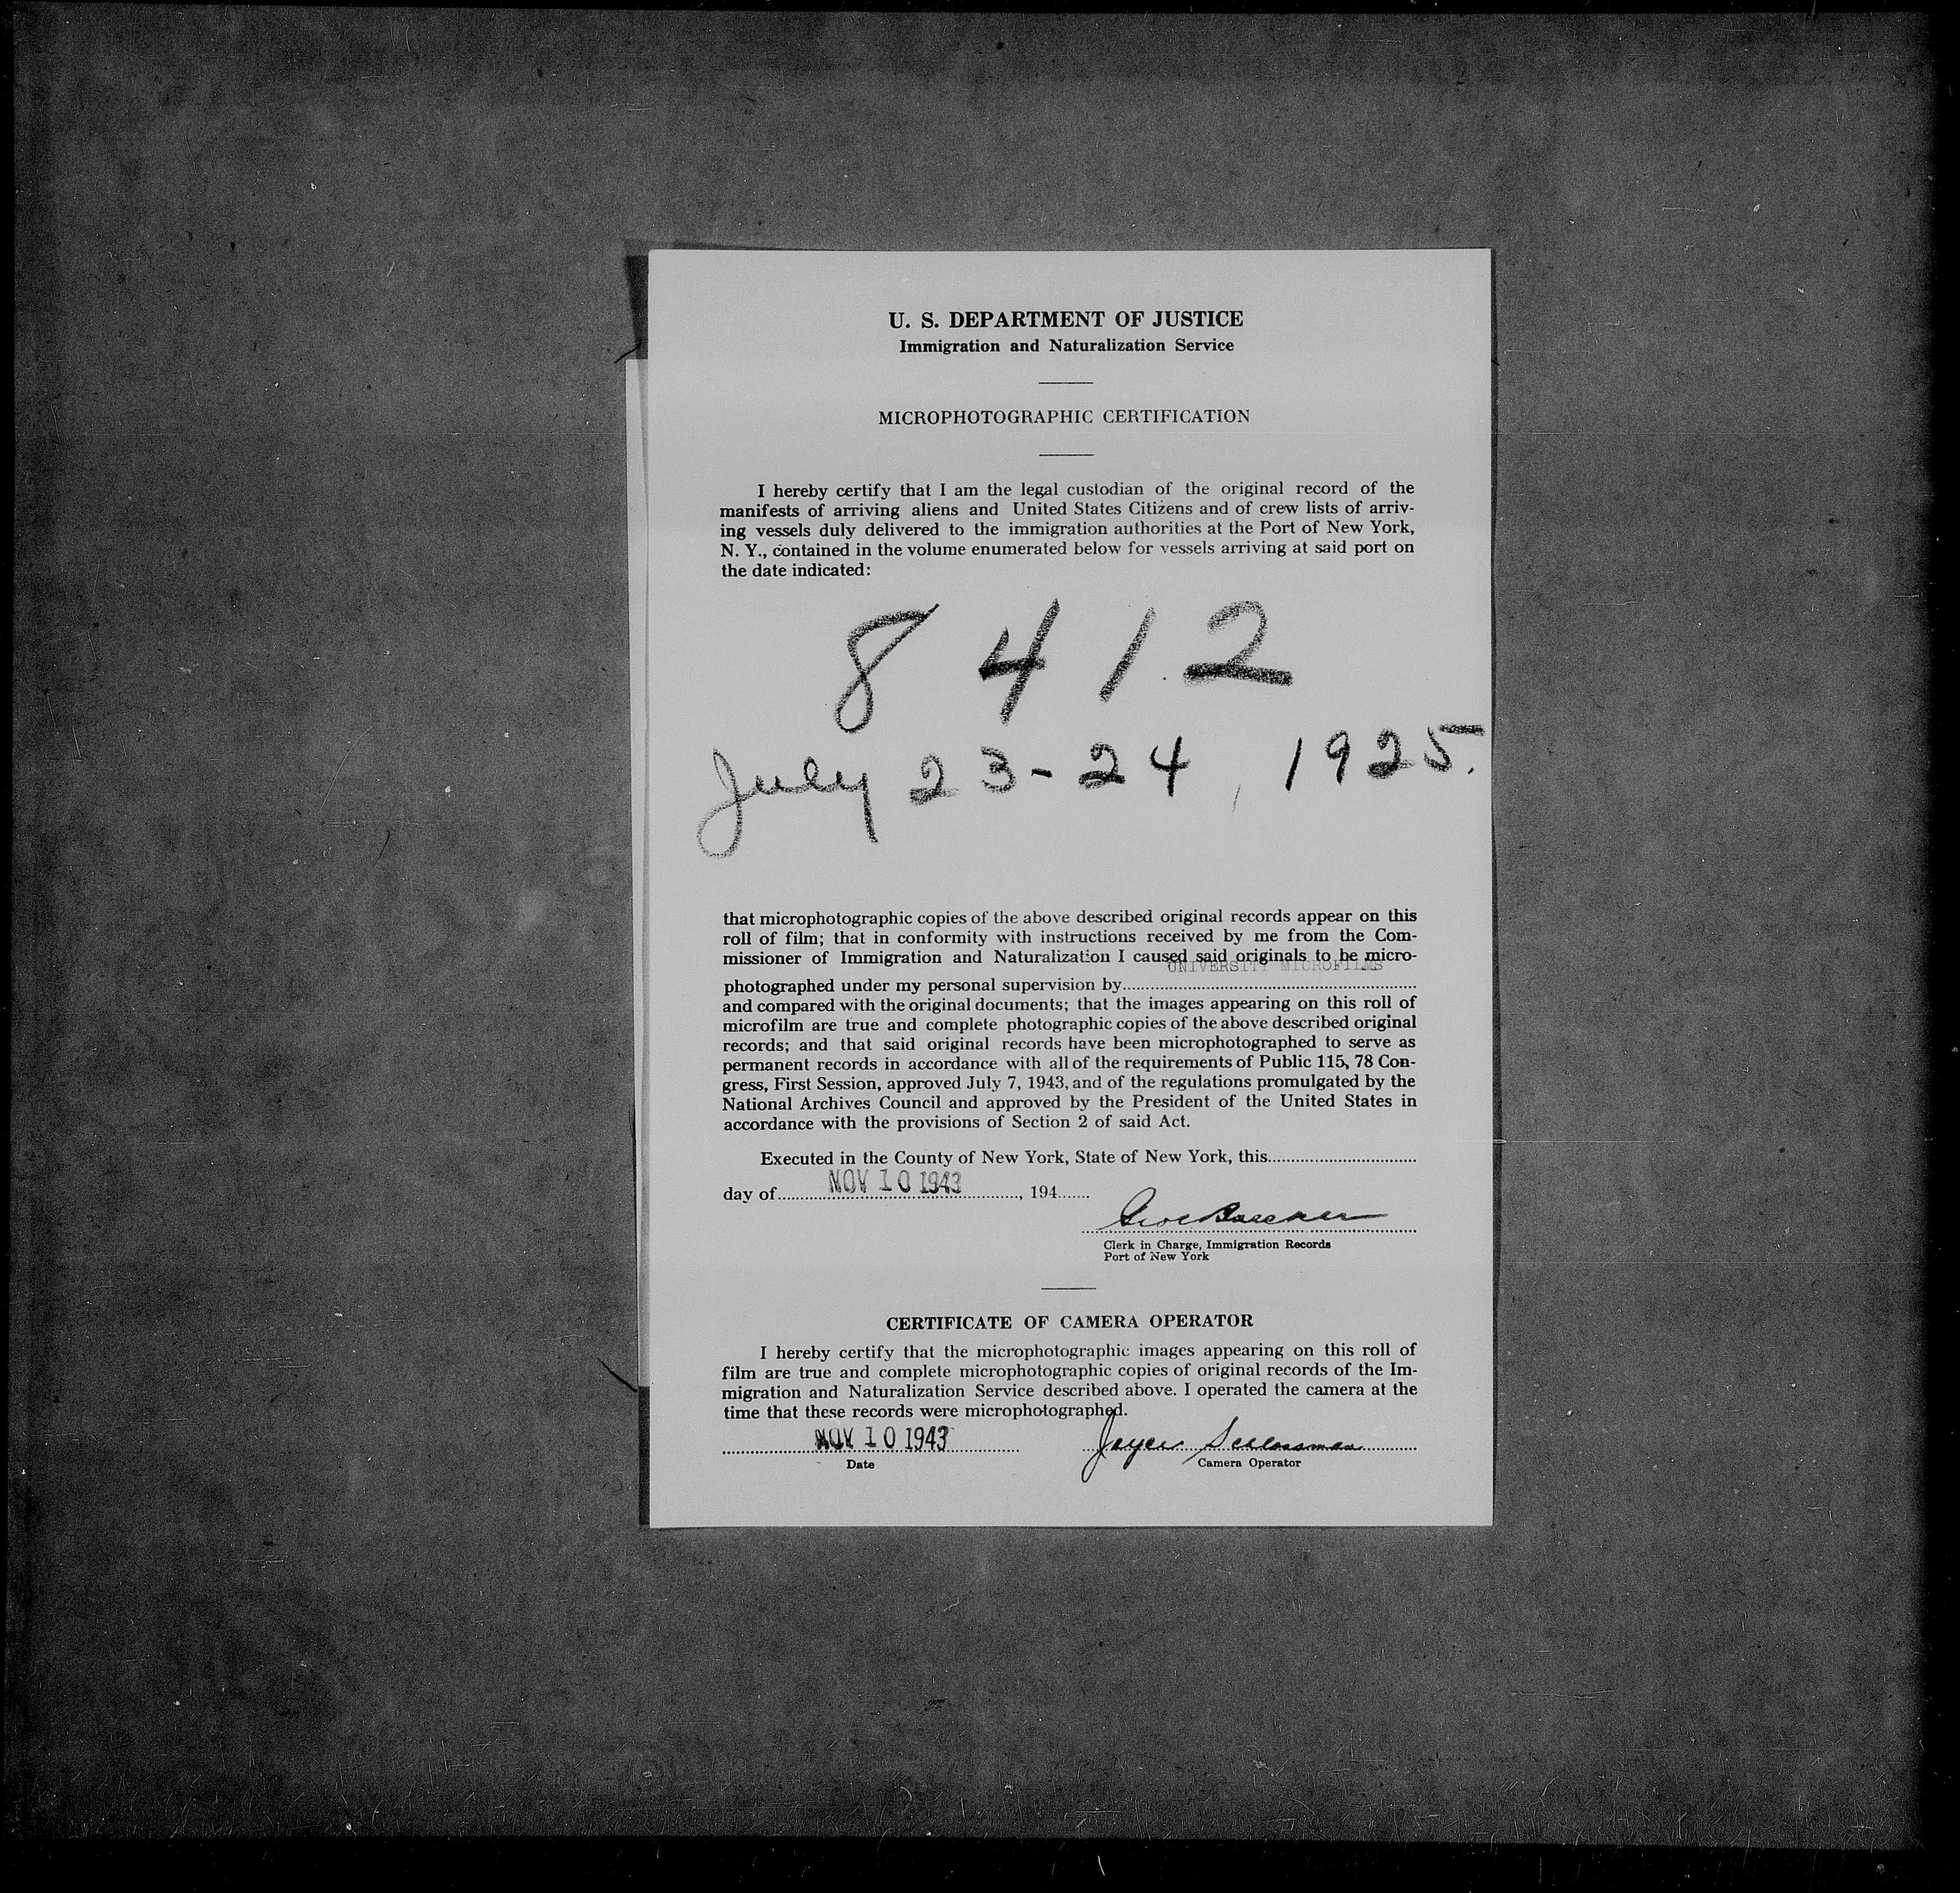 U. S. DEPARTMENT OF JUSTICE
Immigration and Naturalization Service
MICROPHOTOGRAPHIC CERTIFICATION
I hereby certify that I am the legal custodian of the original record of the
manifests of arriving aliens and United States Citizens and of crew lists of arriv-
ing vessels duly delivered to the immigration authorities at the Port of New York,
N. Y., contained in the volume enumerated below for vessels arriving at said port on
the date indicated:
8 4 1 2
July 23-24, 1925.
that microphotographic copies of the above described original records appear on this
roll of film; that in conformity with instructions received by me from the Com-
missioner of Immigration and Naturalization I caused said originals to be micro-
UNIVERSITY MICROFILMS
photographed under my personal supervision by
and compared with the original documents; that the images appearing on this roll of
microfilm are true and complete photographic copies of the above described original
records; and that said original records have been microphotographed to serve as
permanent records in accordance with all of the requirements of Public 115, 78 Con-
gress, First Session, approved July 7, 1943, and of the regulations promulgated by the
National Archives Council and approved by the President of the United States in
accordance with the provisions of Section 2 of said Act.
Executed in the County of New York, State of New York, this
day of NOV 10 1943, 194
Clerk in Charge, Immigration Records
Port of New York
CERTIFICATE OF CAMERA OPERATOR
I hereby certify that the microphotographic images appearing on this roll of
film are true and complete microphotographic copies of original records of the Im-
migration and Naturalization Service described above. I operated the camera at the
time that these records were microphotographed.
NOV 10 1943 Joyce Schlossman
Date Camera Operator